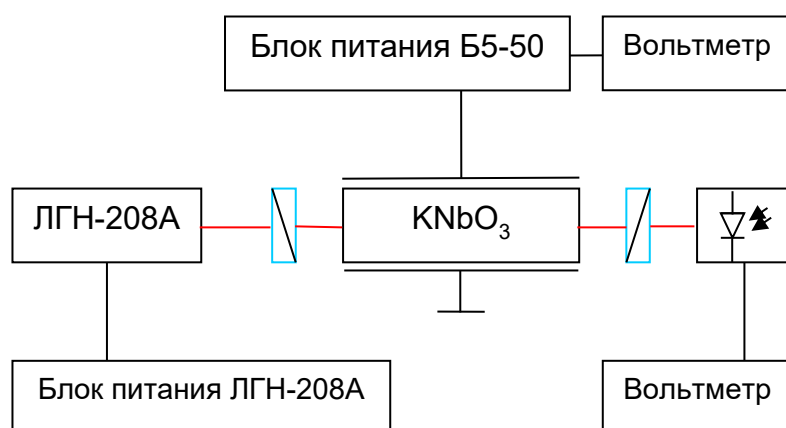 Блок питания Б5-50
Вольтметр
ЛГН-208А
KNbO₃
Блок питания ЛГН-208А
Вольтметр